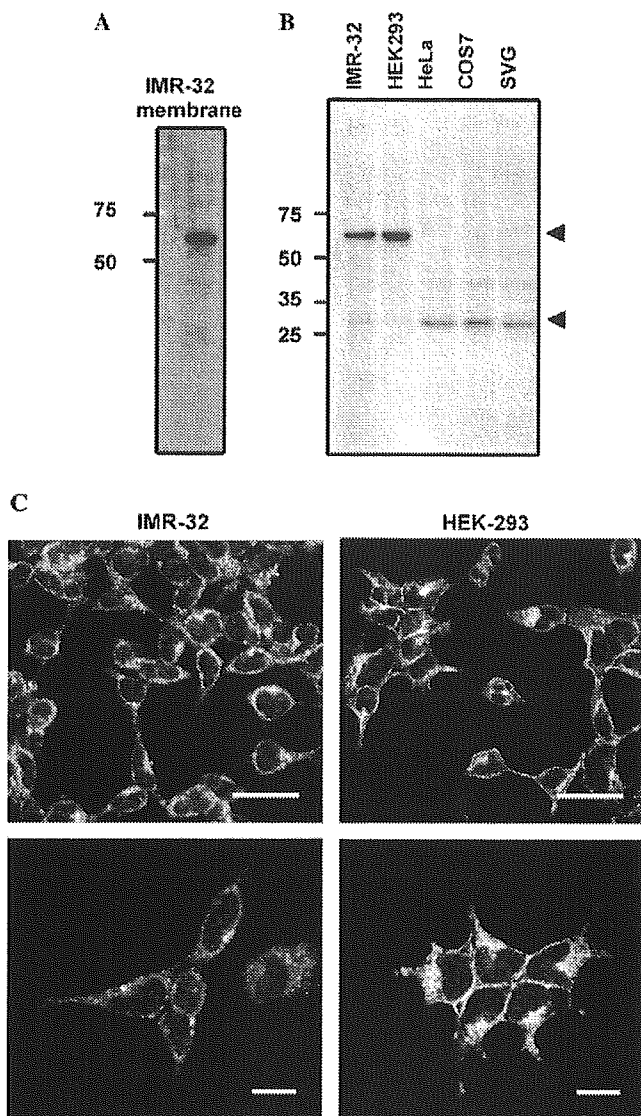 A
IMR-32
membrane
75
50
B
IMR-32
HEK293
HeLa
COS7
SVG
75
50
35
25
C
IMR-32
HEK-293